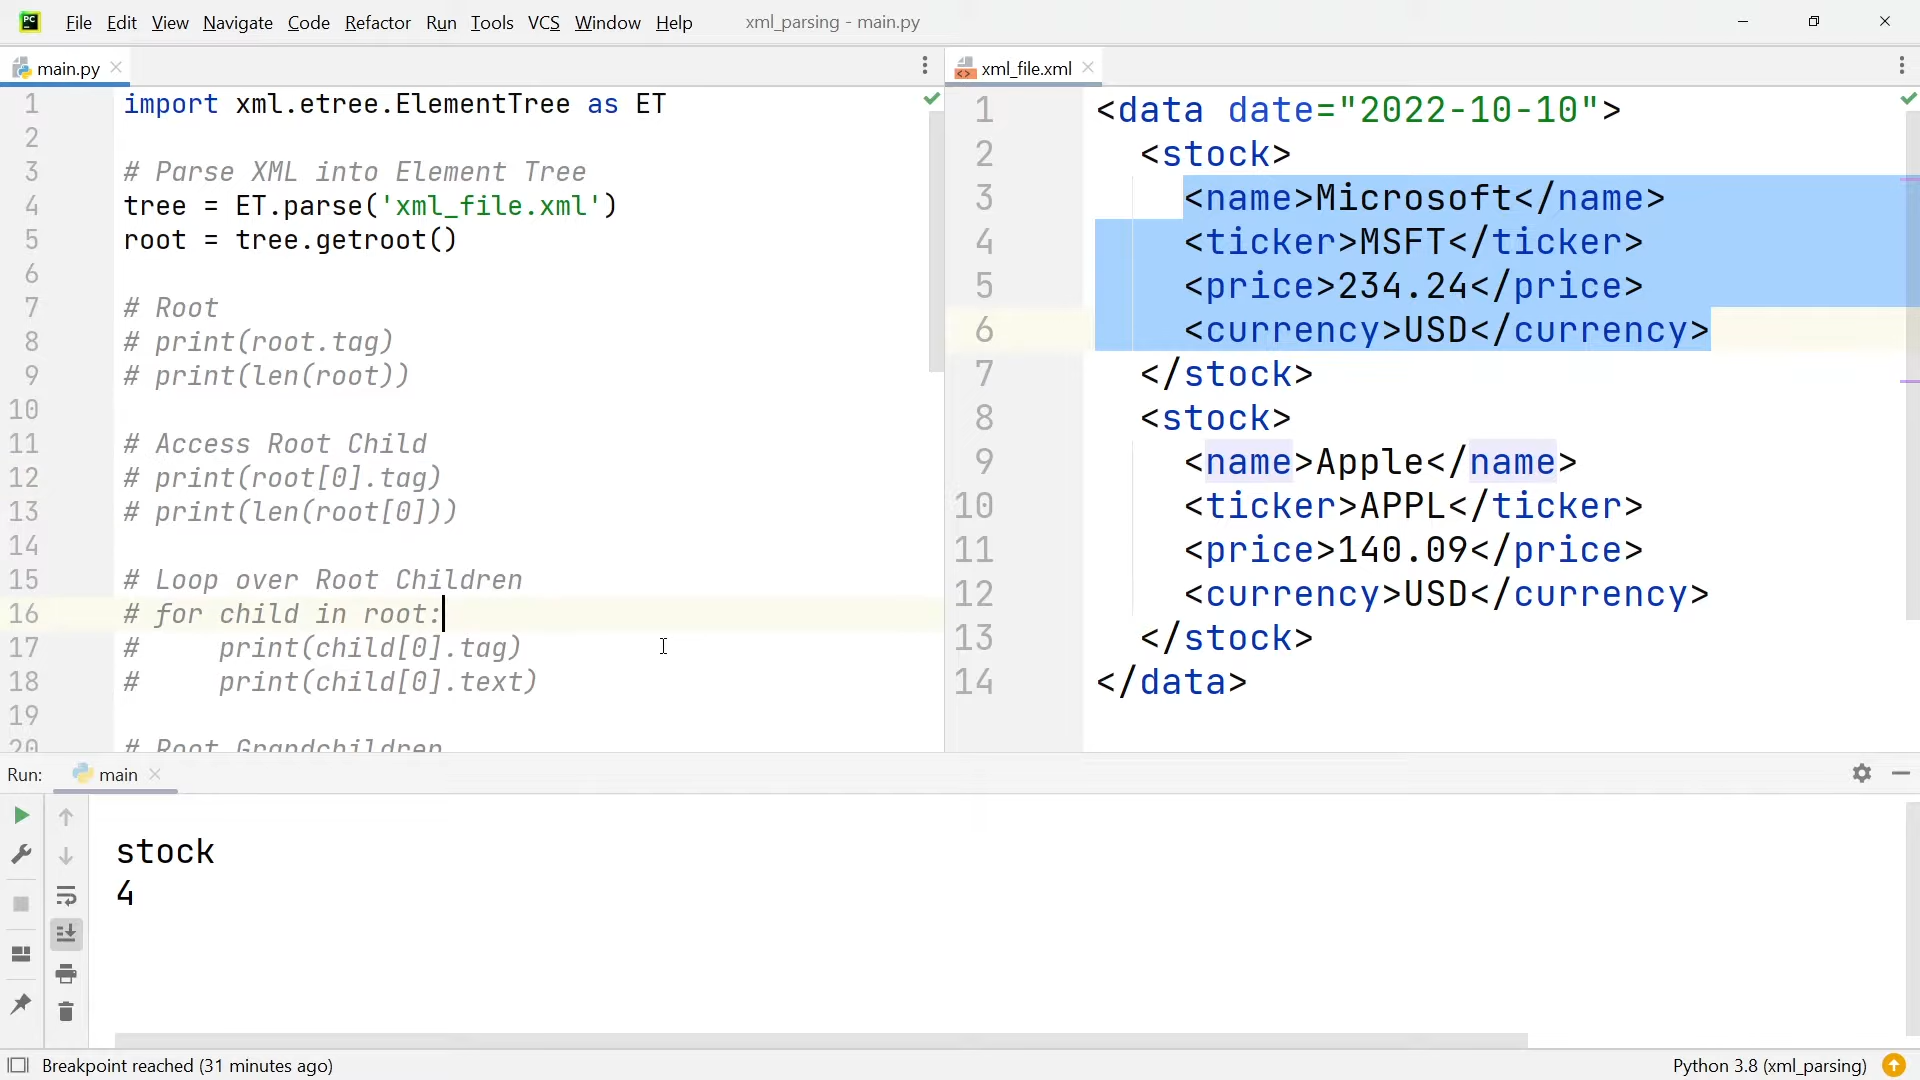 PC File Edit View Navigate Code Refactor Run Tools VCS Window Help xml_parsing - main.py
main.py
1 import xml.etree.ElementTree as ET
2
3 # Parse XML into Element Tree
4 tree = ET.parse('xml_file.xml')
5 root = tree.getroot()
6
7 # Root
8 # print(root.tag)
9 # print(len(root))
10
11 # Access Root Child
12 # print(root[0].tag)
13 # print(len(root[0]))
14
15 # Loop over Root Children
16 # for child in root:
17 #     print(child[0].tag)
18 #     print(child[0].text)
19
20 # Root Grandchildren
xml_file.xml
1 <data date="2022-10-10">
2 <stock>
3 <name>Microsoft</name>
4 <ticker>MSFT</ticker>
5 <price>234.24</price>
6 <currency>USD</currency>
7 </stock>
8 <stock>
9 <name>Apple</name>
10 <ticker>APPL</ticker>
11 <price>140.09</price>
12 <currency>USD</currency>
13 </stock>
14 </data>
Run: main
stock
4
Breakpoint reached (31 minutes ago) Python 3.8 (xml_parsing)